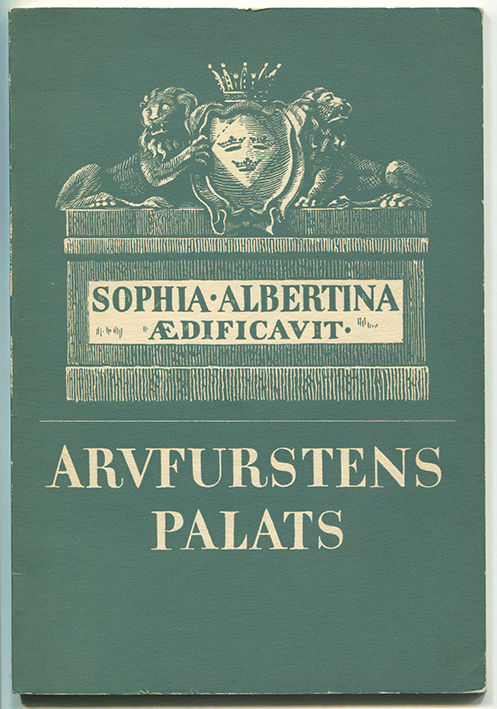 SOPHIA·ALBERTINA
ÆDIFICAVIT·
ARVFURSTENS
PALATS